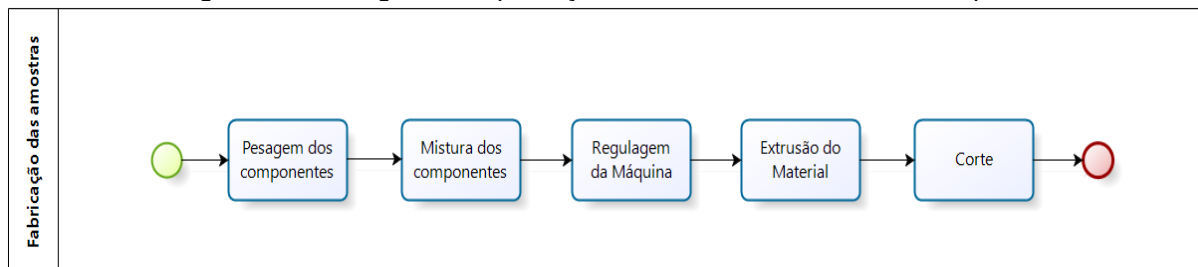 Fabricação das amostras
Pesagem dos
componentes
Mistura dos
componentes
Regulagem
da Máquina
Extrusão do
Material
Corte